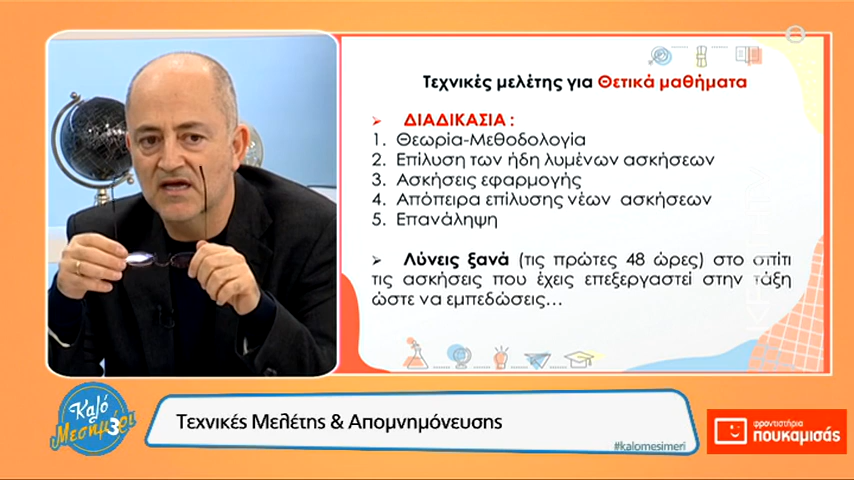 Τεχνικές μελέτης για Θετικά μαθήματα
➢ ΔΙΑΔΙΚΑΣΙΑ :
1. Θεωρία-Μεθοδολογία
2. Επίλυση των ήδη λυμένων ασκήσεων
3. Ασκήσεις εφαρμογής
4. Απόπειρα επίλυσης νέων ασκήσεων
5. Επανάληψη
➢ Λύνεις ξανά (τις πρώτες 48 ώρες) στο σπίτι
τις ασκήσεις που έχεις επεξεργαστεί στην τάξη
ώστε να εμπεδώσεις...
Καλό
Μεσημ3ρι
Τεχνικές Μελέτης & Απομνημόνευσης
#kalomesimeri
φροντιστήρια
πουκαμισάς